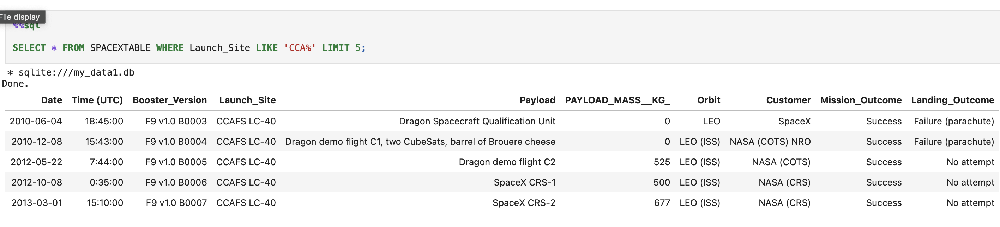 File display
%%sql
SELECT * FROM SPACEXTABLE WHERE Launch_Site LIKE 'CCA%' LIMIT 5;
* sqlite:///my_data1.db
Done.
Date Time (UTC) Booster_Version Launch_Site Payload PAYLOAD_MASS__KG_ Orbit Customer Mission_Outcome Landing_Outcome
2010-06-04 18:45:00 F9 v1.0 B0003 CCAFS LC-40 Dragon Spacecraft Qualification Unit 0 LEO SpaceX Success Failure (parachute)
2010-12-08 15:43:00 F9 v1.0 B0004 CCAFS LC-40 Dragon demo flight C1, two CubeSats, barrel of Brouere cheese 0 LEO (ISS) NASA (COTS) NRO Success Failure (parachute)
2012-05-22 7:44:00 F9 v1.0 B0005 CCAFS LC-40 Dragon demo flight C2 525 LEO (ISS) NASA (COTS) Success No attempt
2012-10-08 0:35:00 F9 v1.0 B0006 CCAFS LC-40 SpaceX CRS-1 500 LEO (ISS) NASA (CRS) Success No attempt
2013-03-01 15:10:00 F9 v1.0 B0007 CCAFS LC-40 SpaceX CRS-2 677 LEO (ISS) NASA (CRS) Success No attempt